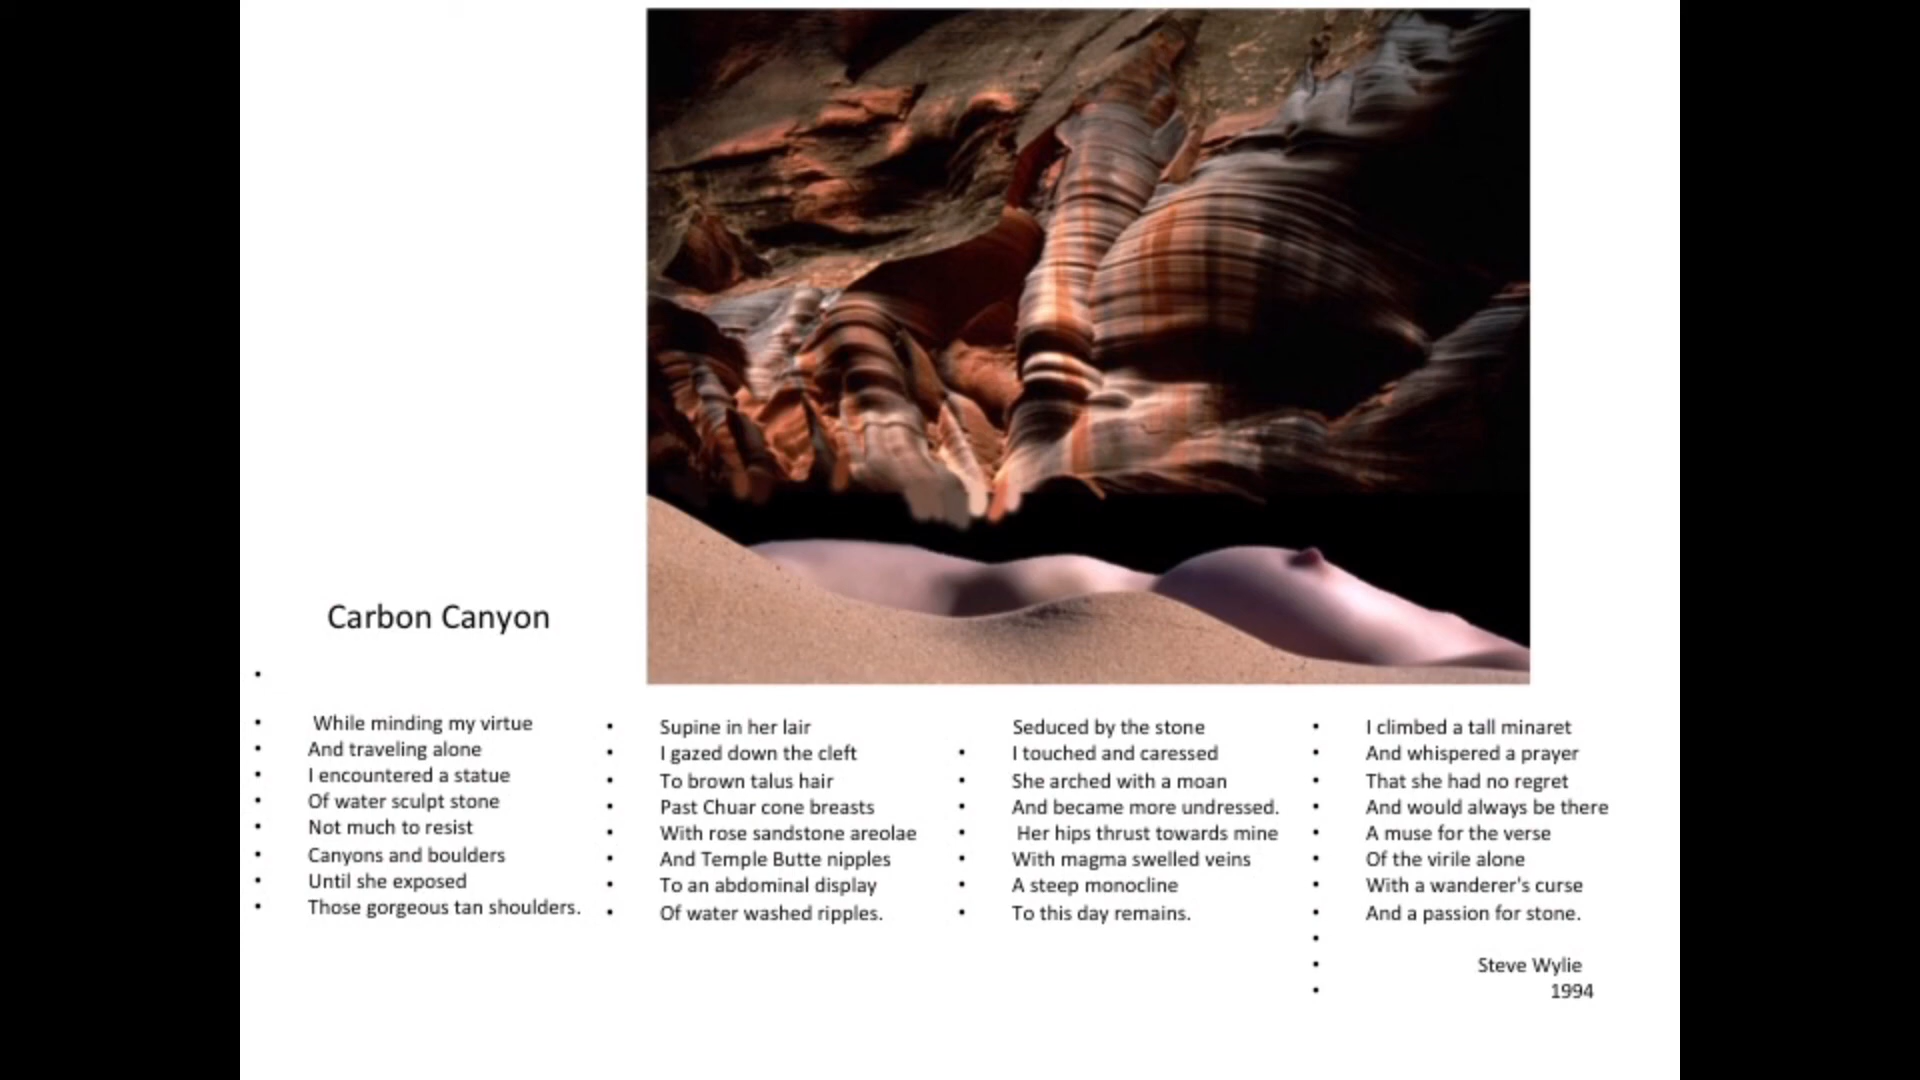 Carbon Canyon
While minding my virtue
And traveling alone
I encountered a statue
Of water sculpt stone
Not much to resist
Canyons and boulders
Until she exposed
Those gorgeous tan shoulders.
Supine in her lair
I gazed down the cleft
To brown talus hair
Past Chuar cone breasts
With rose sandstone areolae
And Temple Butte nipples
To an abdominal display
Of water washed ripples.
Seduced by the stone
I touched and caressed
She arched with a moan
And became more undressed.
Her hips thrust towards mine
With magma swelled veins
A steep monocline
To this day remains.
I climbed a tall minaret
And whispered a prayer
That she had no regret
And would always be there
A muse for the verse
Of the virile alone
With a wanderer's curse
And a passion for stone.
Steve Wylie
1994